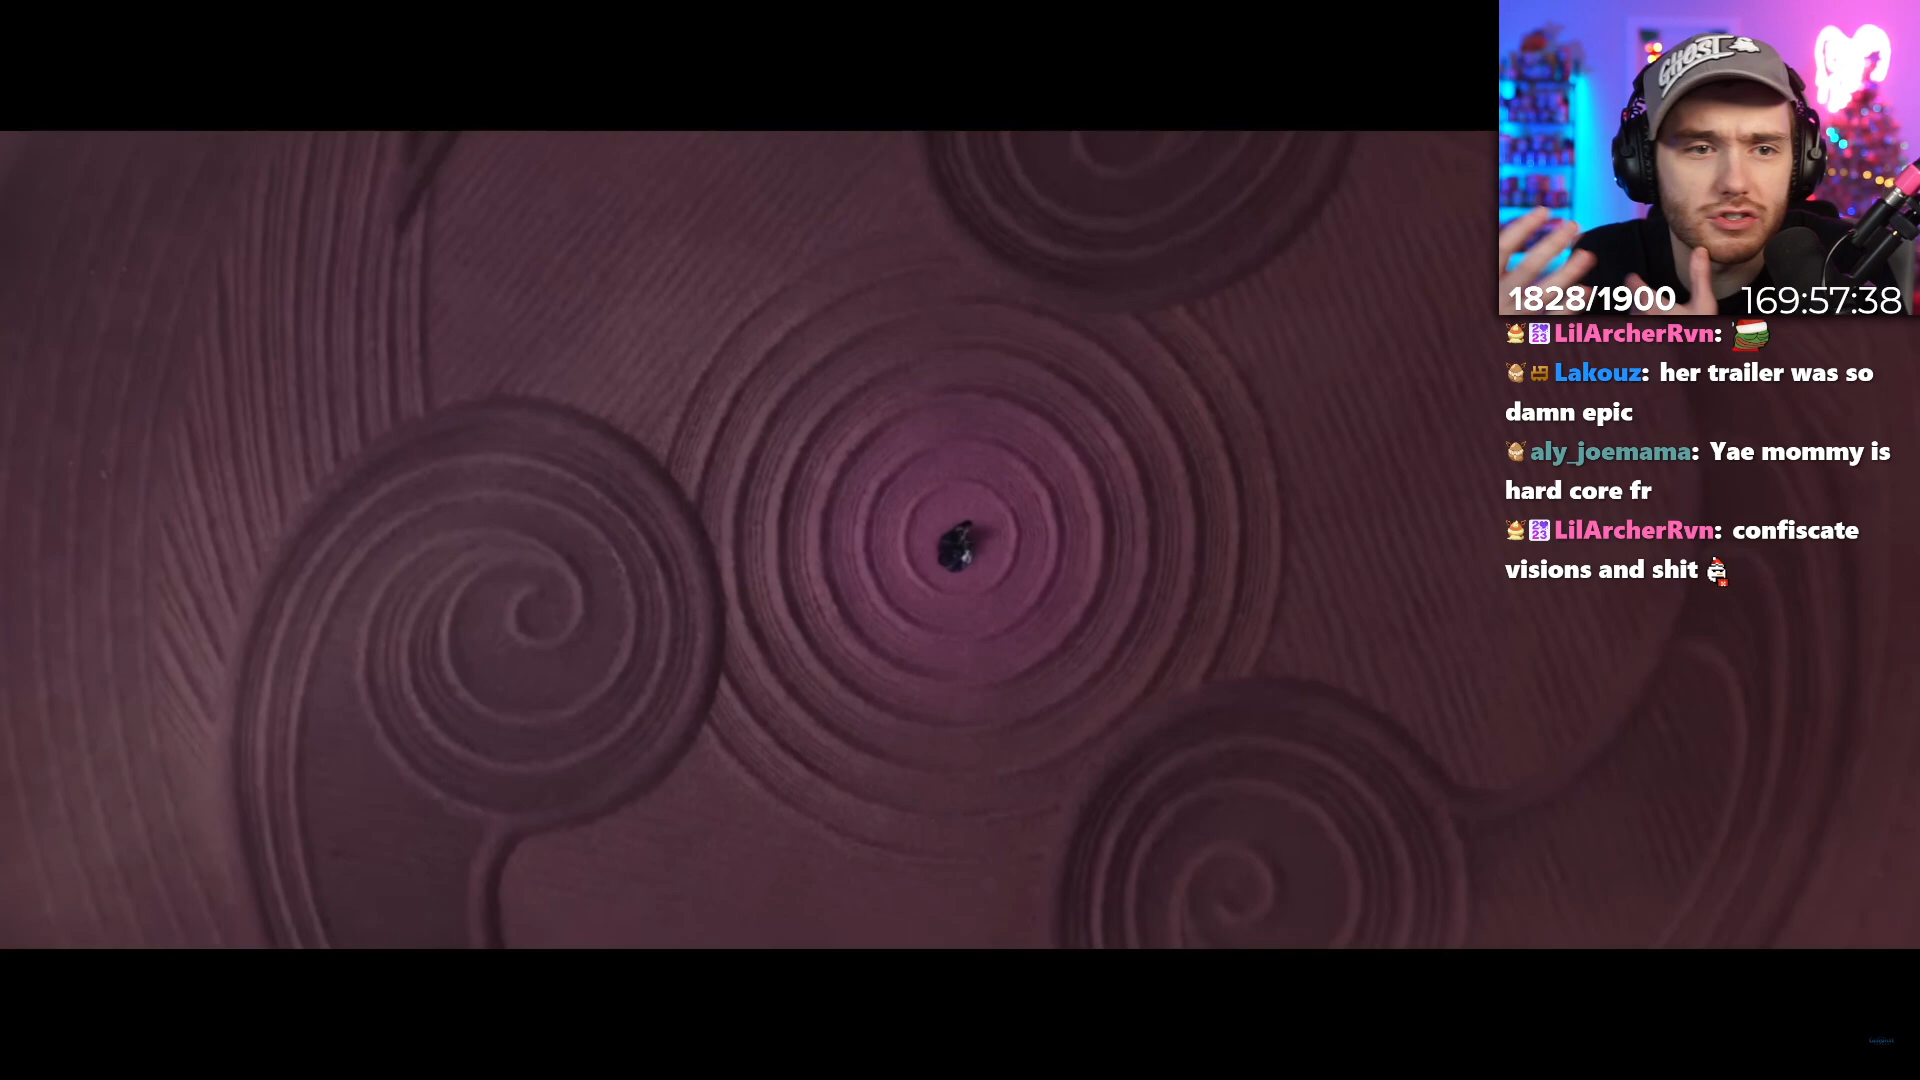 GHOST
1828/1900 169:57:38
LilArcherRvn:
Lakouz: her trailer was so
damn epic
aly_joemama: Yae mommy is
hard core fr
LilArcherRvn: confiscate
visions and shit